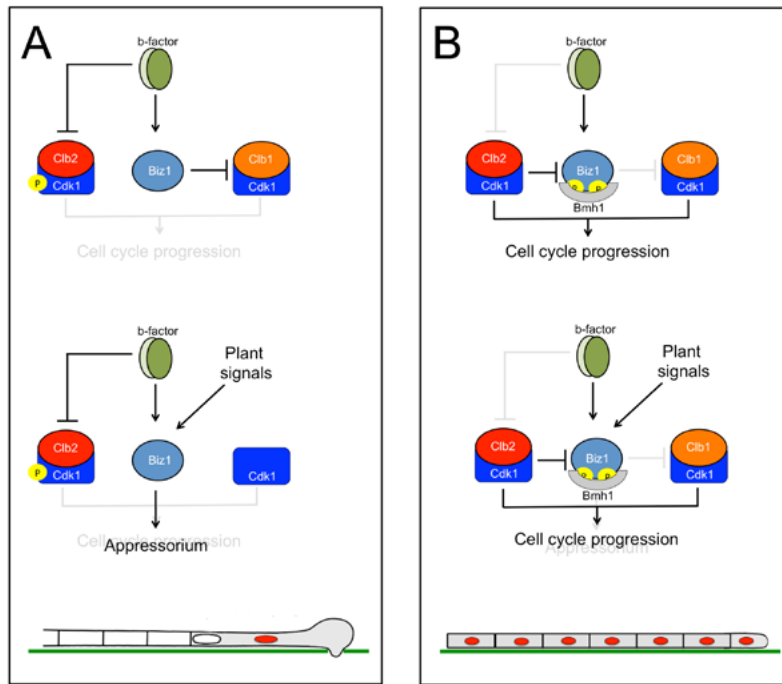 A
b-factor
Clb2
P
Cdk1
Biz1
Clb1
Cdk1
Cell cycle progression
b-factor
Plant
signals
Clb2
P
Cdk1
Biz1
Cdk1
Cell cycle progression
Appressorium
B
b-factor
Clb2
Cdk1
Biz1
P P
Bmh1
Clb1
Cdk1
Cell cycle progression
b-factor
Plant
signals
Clb2
Cdk1
Biz1
P P
Bmh1
Clb1
Cdk1
Cell cycle progression
Appressorium